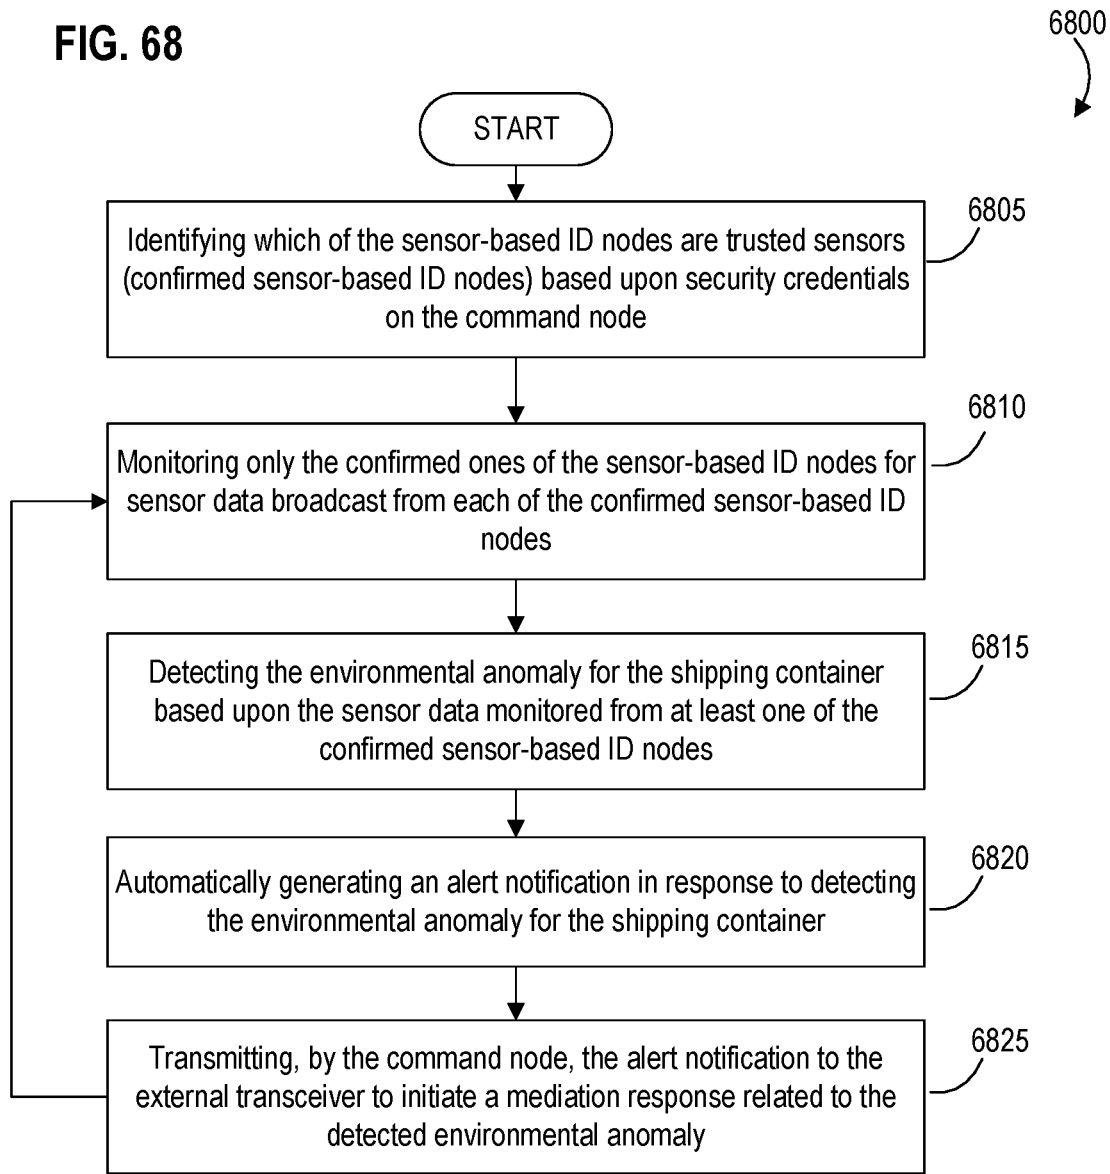 FIG. 68
6800
START
6805
Identifying which of the sensor-based ID nodes are trusted sensors
(confirmed sensor-based ID nodes) based upon security credentials
on the command node
6810
Monitoring only the confirmed ones of the sensor-based ID nodes for
sensor data broadcast from each of the confirmed sensor-based ID
nodes
6815
Detecting the environmental anomaly for the shipping container
based upon the sensor data monitored from at least one of the
confirmed sensor-based ID nodes
6820
Automatically generating an alert notification in response to detecting
the environmental anomaly for the shipping container
6825
Transmitting, by the command node, the alert notification to the
external transceiver to initiate a mediation response related to the
detected environmental anomaly